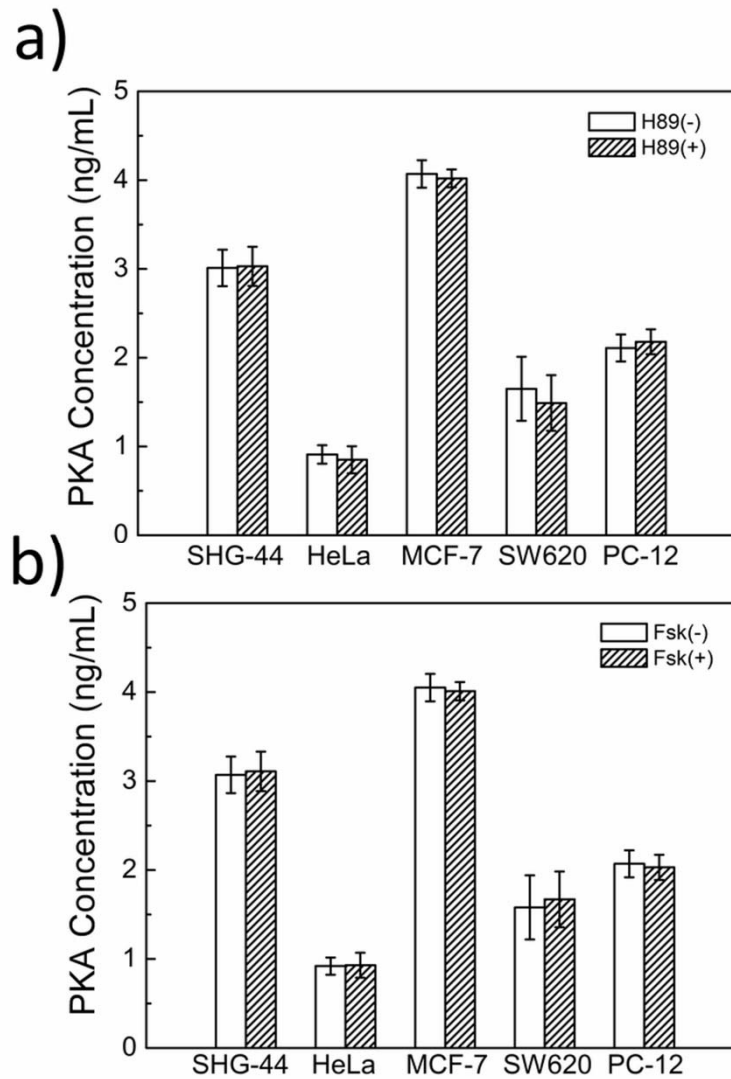 a)
PKA Concentration (ng/mL)
5
4
3
2
1
0
H89(-)
H89(+)
SHG-44 HeLa MCF-7 SW620 PC-12
b)
PKA Concentration (ng/mL)
5
4
3
2
1
0
Fsk(-)
Fsk(+)
SHG-44 HeLa MCF-7 SW620 PC-12